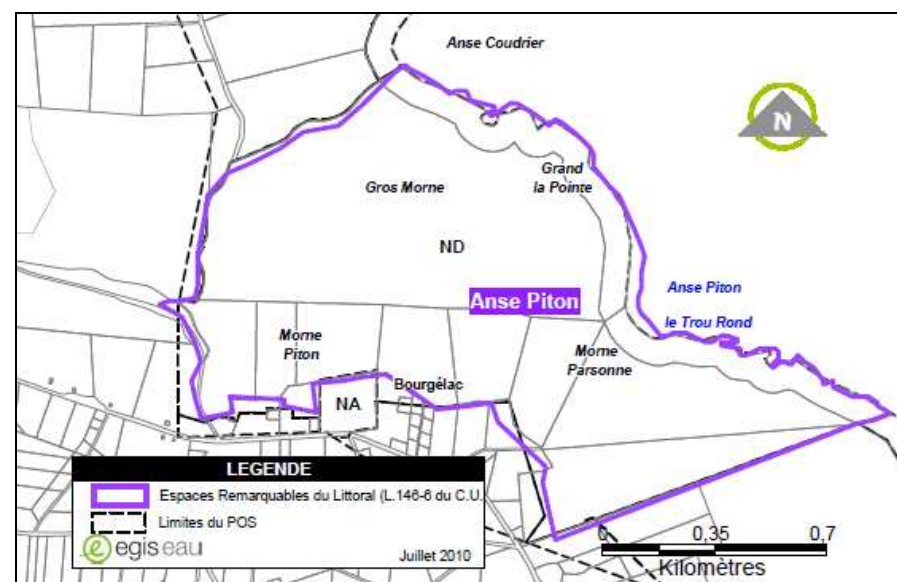 Anse Coudrier
N
Grand
la Pointe
Gros Morne
ND
Anse Piton
Anse Piton
le Trou Rond
Morne
Piton
Morne
Parsonne
Bourgélac
NA
LEGENDE
Espaces Remarquables du Littoral (L.146-6 du C.U.
Limites du POS
egis eau
Juillet 2010
0 0,35 0,7
Kilomètres